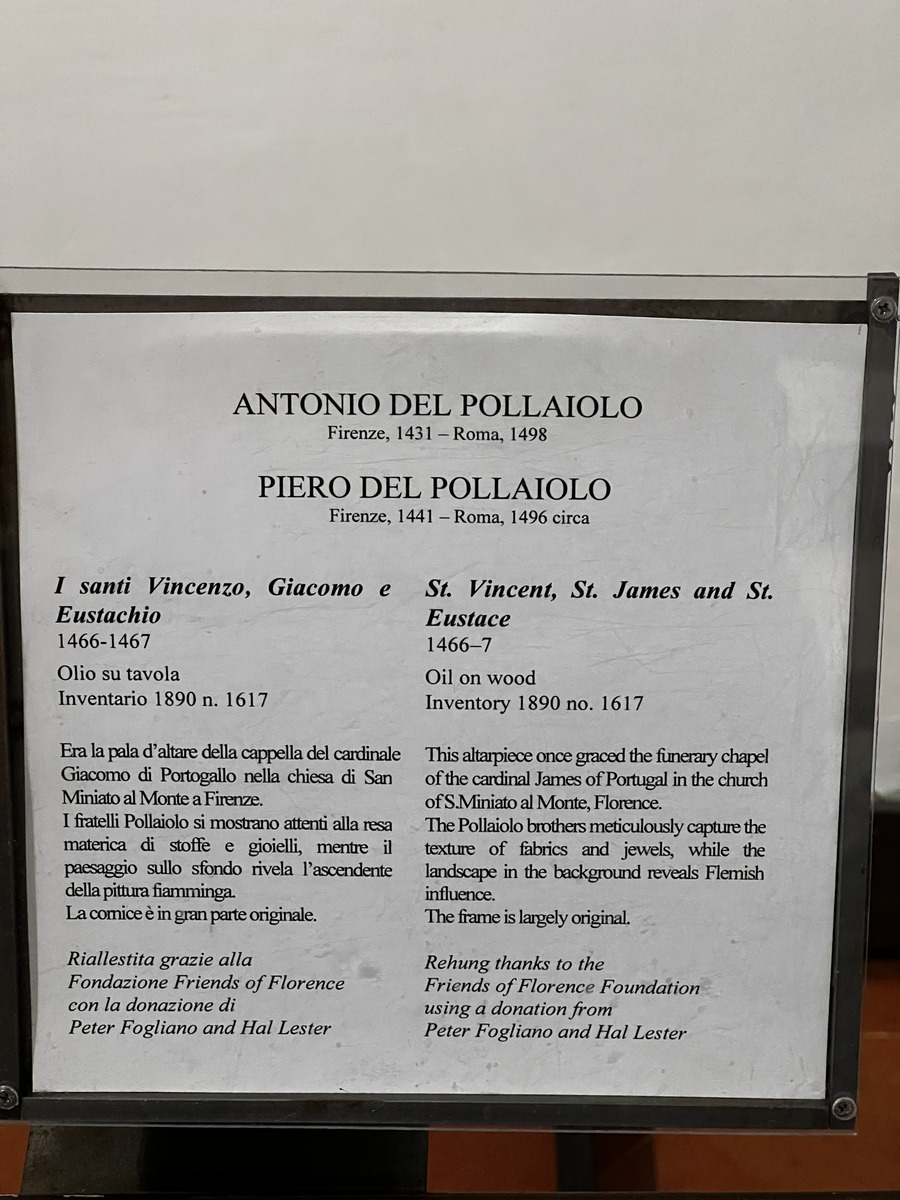 ANTONIO DEL POLLAIOLO
Firenze, 1431 – Roma, 1498
PIERO DEL POLLAIOLO
Firenze, 1441 – Roma, 1496 circa
I santi Vincenzo, Giacomo e
Eustachio
1466-1467
Olio su tavola
Inventario 1890 n. 1617
Era la pala d’altare della cappella del cardinale
Giacomo di Portogallo nella chiesa di San
Miniato al Monte a Firenze.
I fratelli Pollaiolo si mostrano attenti alla resa
materica di stoffe e gioielli, mentre il
paesaggio sullo sfondo rivela l’ascendente
della pittura fiamminga.
La cornice è in gran parte originale.
Riallestita grazie alla
Fondazione Friends of Florence
con la donazione di
Peter Fogliano and Hal Lester
St. Vincent, St. James and St.
Eustace
1466–7
Oil on wood
Inventory 1890 no. 1617
This altarpiece once graced the funerary chapel
of the cardinal James of Portugal in the church
of S.Miniato al Monte, Florence.
The Pollaiolo brothers meticulously capture the
texture of fabrics and jewels, while the
landscape in the background reveals Flemish
influence.
The frame is largely original.
Rehung thanks to the
Friends of Florence Foundation
using a donation from
Peter Fogliano and Hal Lester